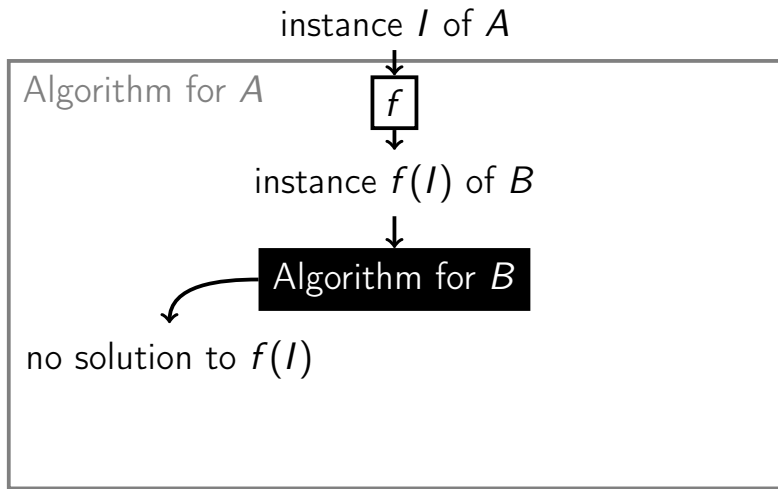 instance I of A
Algorithm for A
f
instance f(I) of B
Algorithm for B
no solution to f(I)